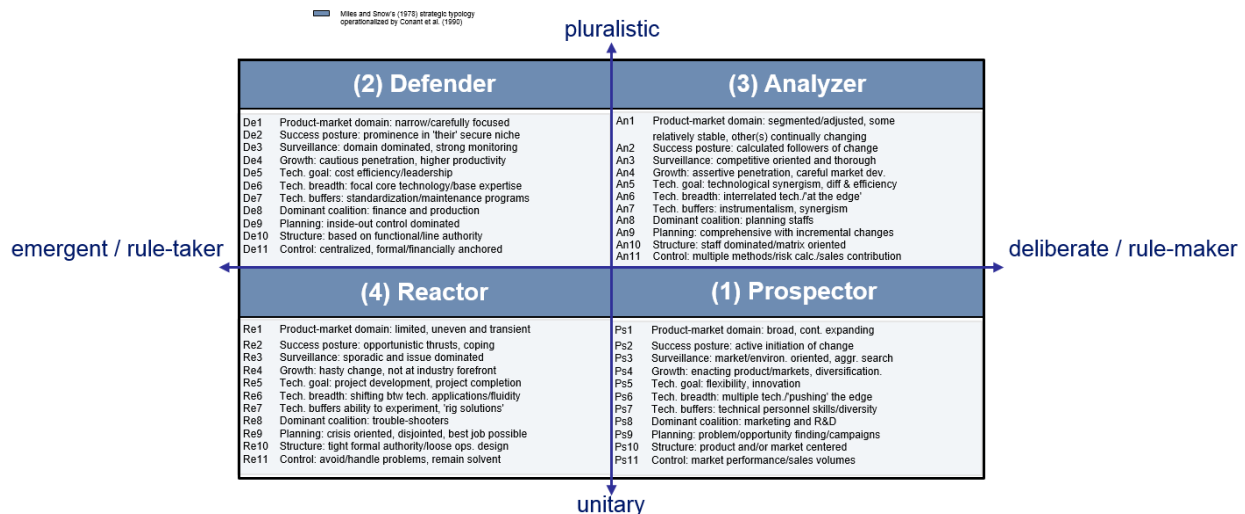 Miles and Snow's (1978) strategic typology
operationalized by Conant et al. (1990)
pluralistic
(2) Defender
De1 Product-market domain: narrow/carefully focused
De2 Success posture: prominence in 'their' secure niche
De3 Surveillance: domain dominated, strong monitoring
De4 Growth: cautious penetration, higher productivity
De5 Tech. goal: cost efficiency/leadership
De6 Tech. breadth: focal core technology/base expertise
De7 Tech. buffers: standardization/maintenance programs
De8 Dominant coalition: finance and production
De9 Planning: inside-out control dominated
De10 Structure: based on functional/line authority
De11 Control: centralized, formal/financially anchored
(3) Analyzer
An1 Product-market domain: segmented/adjusted, some
relatively stable, other(s) continually changing
An2 Success posture: calculated followers of change
An3 Surveillance: competitive oriented and thorough
An4 Growth: assertive penetration, careful market dev.
An5 Tech. goal: technological synergism, diff & efficiency
An6 Tech. breadth: interrelated tech./'at the edge'
An7 Tech. buffers: instrumentalism, synergism
An8 Dominant coalition: planning staffs
An9 Planning: comprehensive with incremental changes
An10 Structure: staff dominated/matrix oriented
An11 Control: multiple methods/risk calc./sales contribution
emergent / rule-taker
deliberate / rule-maker
(4) Reactor
Re1 Product-market domain: limited, uneven and transient
Re2 Success posture: opportunistic thrusts, coping
Re3 Surveillance: sporadic and issue dominated
Re4 Growth: hasty change, not at industry forefront
Re5 Tech. goal: project development, project completion
Re6 Tech. breadth: shifting btw tech. applications/fluidity
Re7 Tech. buffers ability to experiment, 'rig solutions'
Re8 Dominant coalition: trouble-shooters
Re9 Planning: crisis oriented, disjointed, best job possible
Re10 Structure: tight formal authority/loose ops. design
Re11 Control: avoid/handle problems, remain solvent
(1) Prospector
Ps1 Product-market domain: broad, cont. expanding
Ps2 Success posture: active initiation of change
Ps3 Surveillance: market/environ. oriented, aggr. search
Ps4 Growth: enacting product/markets, diversification.
Ps5 Tech. goal: flexibility, innovation
Ps6 Tech. breadth: multiple tech./'pushing' the edge
Ps7 Tech. buffers: technical personnel skills/diversity
Ps8 Dominant coalition: marketing and R&D
Ps9 Planning: problem/opportunity finding/campaigns
Ps10 Structure: product and/or market centered
Ps11 Control: market performance/sales volumes
unitary